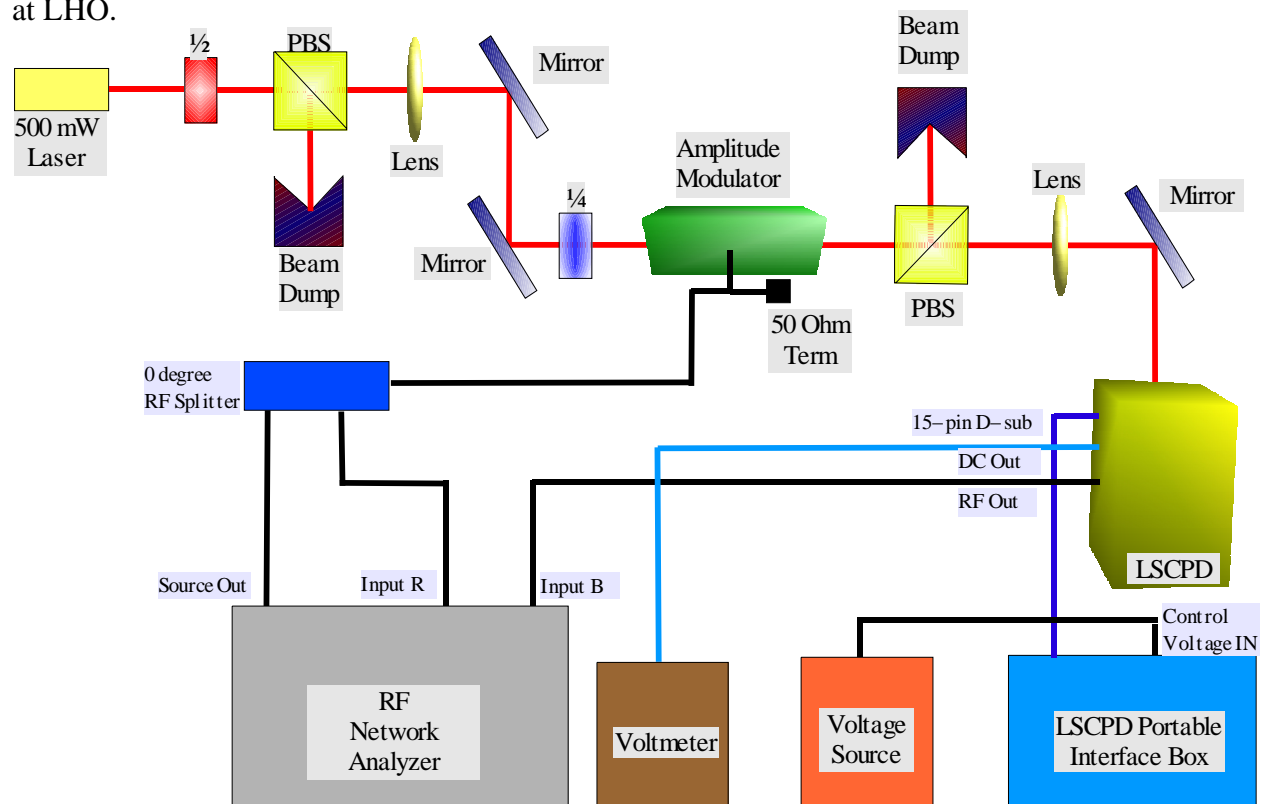 at LHO.
½
PBS
Mirror
Beam
Dump
500 mW
Laser
Lens
Amplitude
Modulator
Lens
Mirror
¼
Mirror
Beam
Dump
PBS
50 Ohm
Term
0 degree
RF Splitter
15–pin D–sub
DC Out
RF Out
LSCPD
Source Out
Input R
Input B
Control
Voltage IN
RF
Network
Analyzer
Voltmeter
Voltage
Source
LSCPD Portable
Interface Box